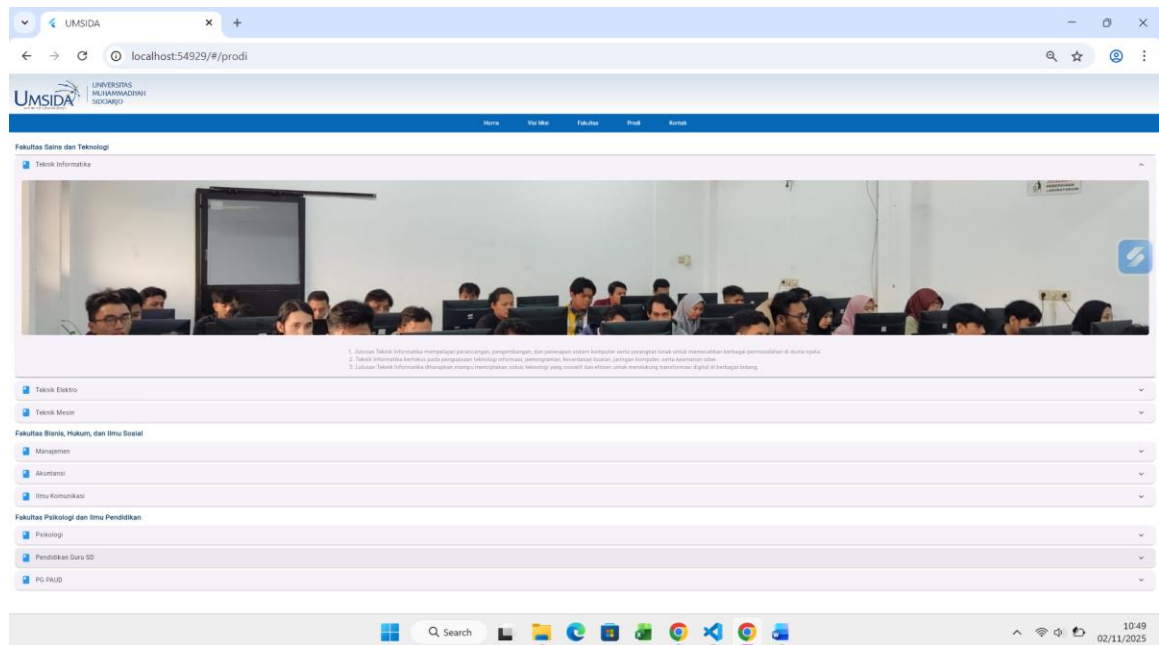 UMSIDA
localhost:54929/#/prodi
UMSIDA
UNIVERSITAS
MUHAMMADIYAH
SIDOARJO
Home Visi Misi Fakultas Prodi Kontak
Fakultas Sains dan Teknologi
Teknik Informatika
LABORATORIUM
1. Jurusan Teknik Informatika mempelajari perancangan, pengembangan, dan penerapan sistem komputer serta perangkat lunak untuk memecahkan berbagai permasalahan di dunia nyata.
2. Teknik Informatika berfokus pada penguasaan teknologi informasi, pemrograman, kecerdasan buatan, jaringan komputer, serta keamanan siber.
3. Lulusan Teknik Informatika diharapkan mampu menciptakan solusi teknologi yang inovatif dan efisien untuk mendukung transformasi digital di berbagai bidang.
Teknik Elektro
Teknik Mesin
Fakultas Bisnis, Hukum, dan Ilmu Sosial
Manajemen
Akuntansi
Ilmu Komunikasi
Fakultas Psikologi dan Ilmu Pendidikan
Psikologi
Pendidikan Guru SD
PG PAUD
Search
10:49
02/11/2025